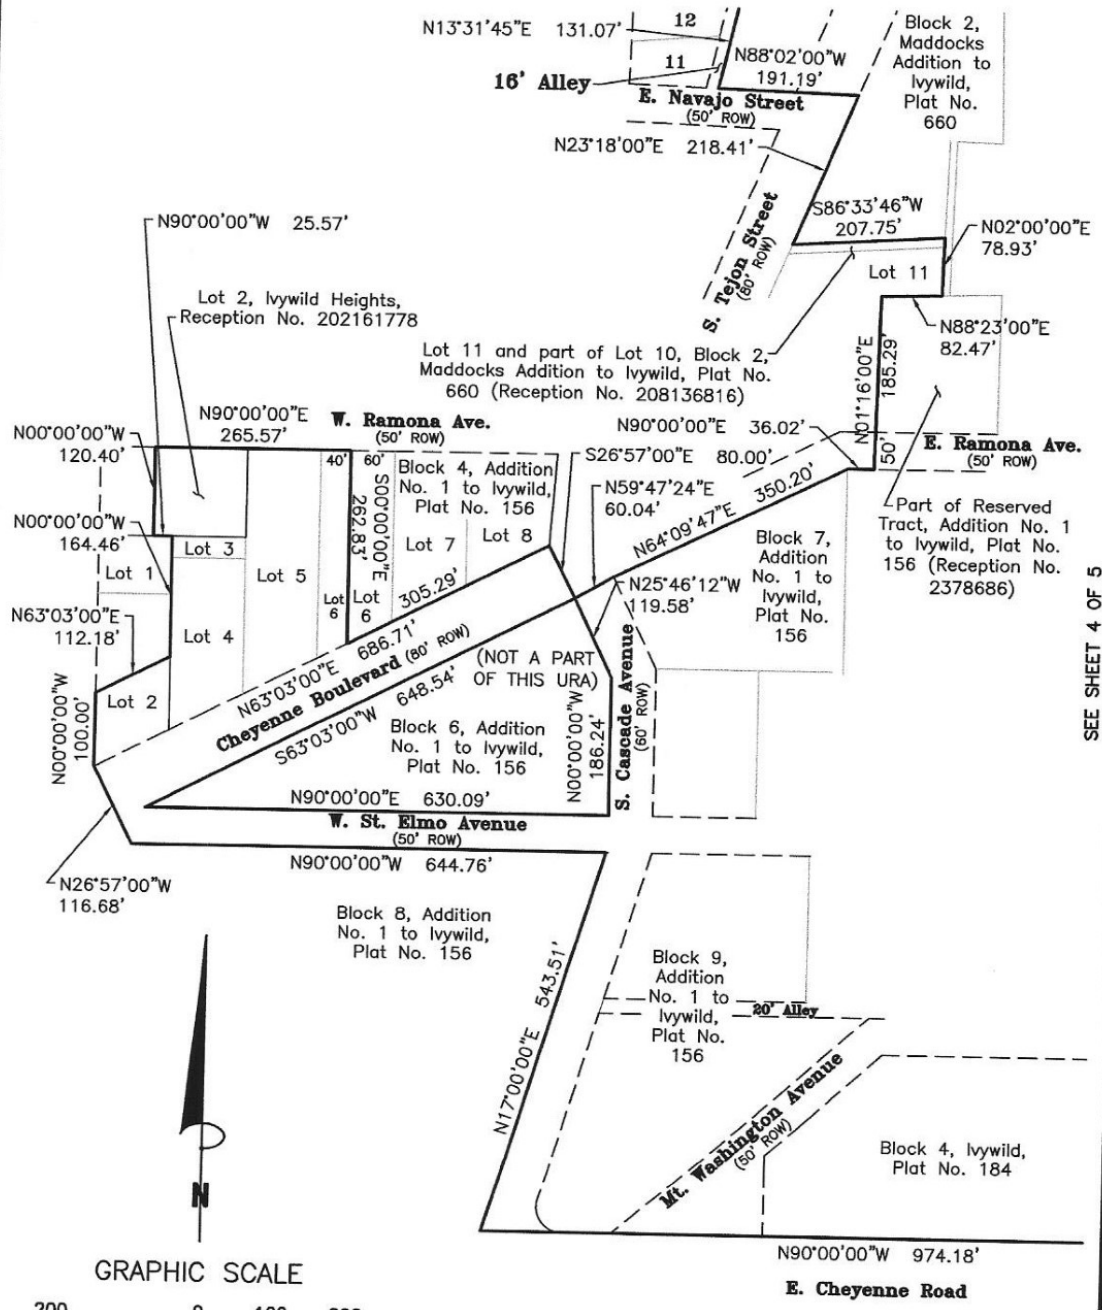 N13°31'45"E 131.07'
12
11
16' Alley
N88°02'00"W
191.19'
E. Navajo Street
(50' ROW)
Block 2,
Maddocks
Addition to
Ivywild,
Plat No.
660
N23°18'00"E 218.41'
S. Tejon Street
(80' ROW)
S86°33'46"W
207.75'
N02°00'00"E
78.93'
Lot 11
N88°23'00"E
82.47'
N01°16'00"E
185.29'
50'
N90°00'00"W 25.57'
Lot 2, Ivywild Heights,
Reception No. 202161778
Lot 11 and part of Lot 10, Block 2,
Maddocks Addition to Ivywild, Plat No.
660 (Reception No. 208136816)
N90°00'00"E
265.57'
W. Ramona Ave.
(50' ROW)
N90°00'00"E 36.02'
E. Ramona Ave.
(50' ROW)
N00°00'00"W
120.40'
40'
60'
Block 4, Addition
No. 1 to Ivywild,
Plat No. 156
S26°57'00"E 80.00'
N59°47'24"E
60.04'
N64°09'47"E 350.20'
Part of Reserved
Tract, Addition No. 1
to Ivywild, Plat No.
156 (Reception No.
2378686)
N00°00'00"W
164.46'
S00°00'00"E
262.83'
Lot 3
Lot 1
Lot 5
Lot 7
Lot 8
Block 7,
Addition
No. 1 to
Ivywild,
Plat No.
156
N25°46'12"W
119.58'
N63°03'00"E
112.18'
Lot 4
Lot
6
Lot
6
305.29'
N63°03'00"E 686.71'
Cheyenne Boulevard (80' ROW)
S63°03'00"W 648.54'
(NOT A PART
OF THIS URA)
Lot 2
N00°00'00"W
100.00'
Block 6, Addition
No. 1 to Ivywild,
Plat No. 156
N00°00'00"W
186.24'
S. Cascade Avenue
(60' ROW)
SEE SHEET 4 OF 5
N90°00'00"E 630.09'
W. St. Elmo Avenue
(50' ROW)
N90°00'00"W 644.76'
N26°57'00"W
116.68'
Block 8, Addition
No. 1 to Ivywild,
Plat No. 156
N17°00'00"E 543.51'
Block 9,
Addition
No. 1 to
Ivywild,
Plat No.
156
20' Alley
Mt. Washington Avenue
(50' ROW)
Block 4, Ivywild,
Plat No. 184
N
N90°00'00"W 974.18'
E. Cheyenne Road
GRAPHIC SCALE